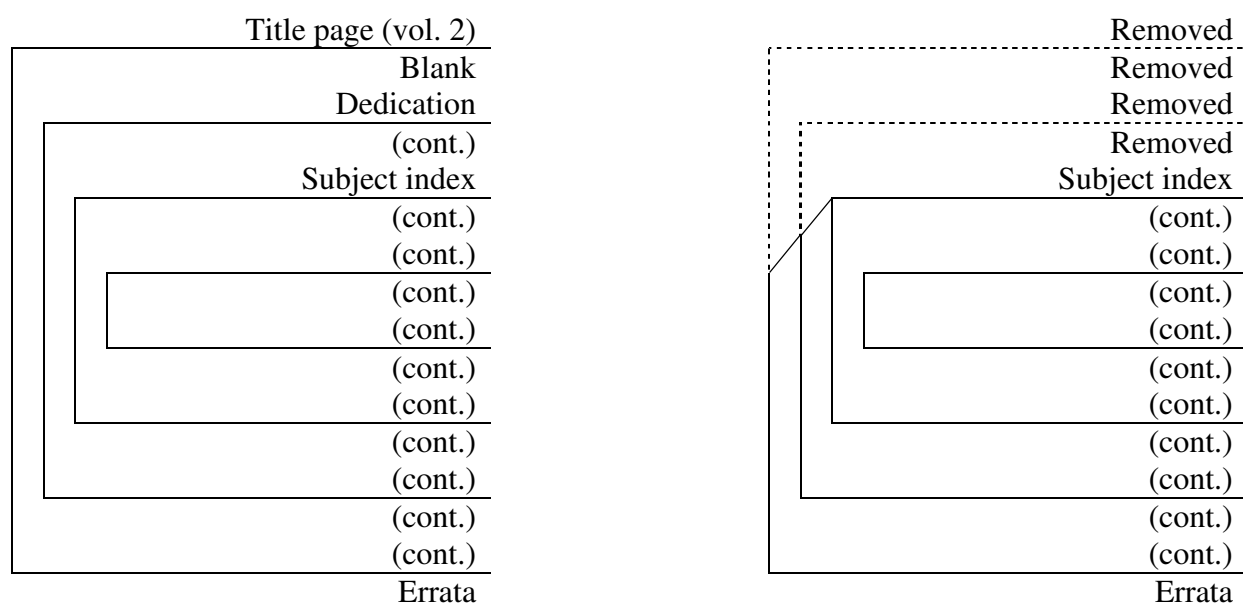 Title page (vol. 2)
Blank
Dedication
(cont.)
Subject index
(cont.)
(cont.)
(cont.)
(cont.)
(cont.)
(cont.)
(cont.)
(cont.)
(cont.)
(cont.)
Errata
Removed
Removed
Removed
Removed
Subject index
(cont.)
(cont.)
(cont.)
(cont.)
(cont.)
(cont.)
(cont.)
(cont.)
(cont.)
(cont.)
Errata